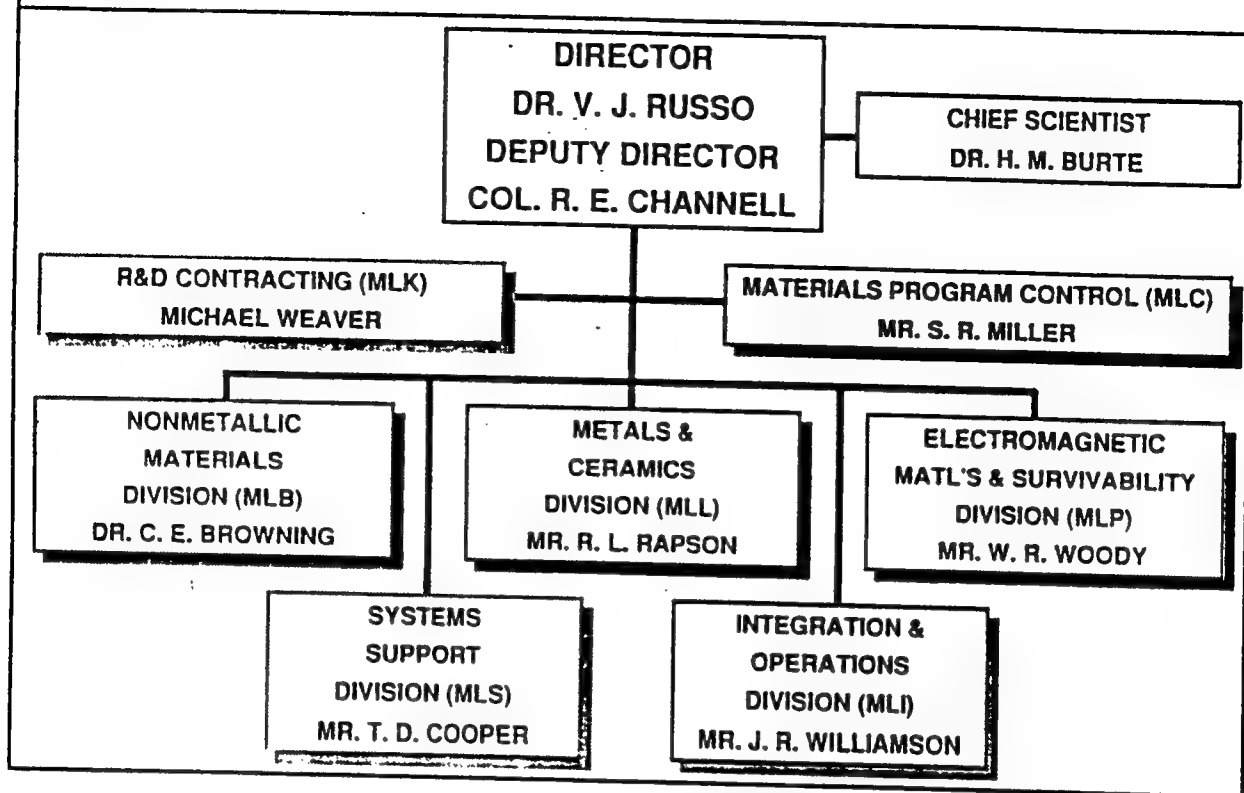 DIRECTOR
DR. V. J. RUSSO
DEPUTY DIRECTOR
COL. R. E. CHANNELL
CHIEF SCIENTIST
DR. H. M. BURTE
R&D CONTRACTING (MLK)
MICHAEL WEAVER
MATERIALS PROGRAM CONTROL (MLC)
MR. S. R. MILLER
NONMETALLIC
MATERIALS
DIVISION (MLB)
DR. C. E. BROWNING
METALS &
CERAMICS
DIVISION (MLL)
MR. R. L. RAPSON
ELECTROMAGNETIC
MATL'S & SURVIVABILITY
DIVISION (MLP)
MR. W. R. WOODY
SYSTEMS
SUPPORT
DIVISION (MLS)
MR. T. D. COOPER
INTEGRATION &
OPERATIONS
DIVISION (MLI)
MR. J. R. WILLIAMSON